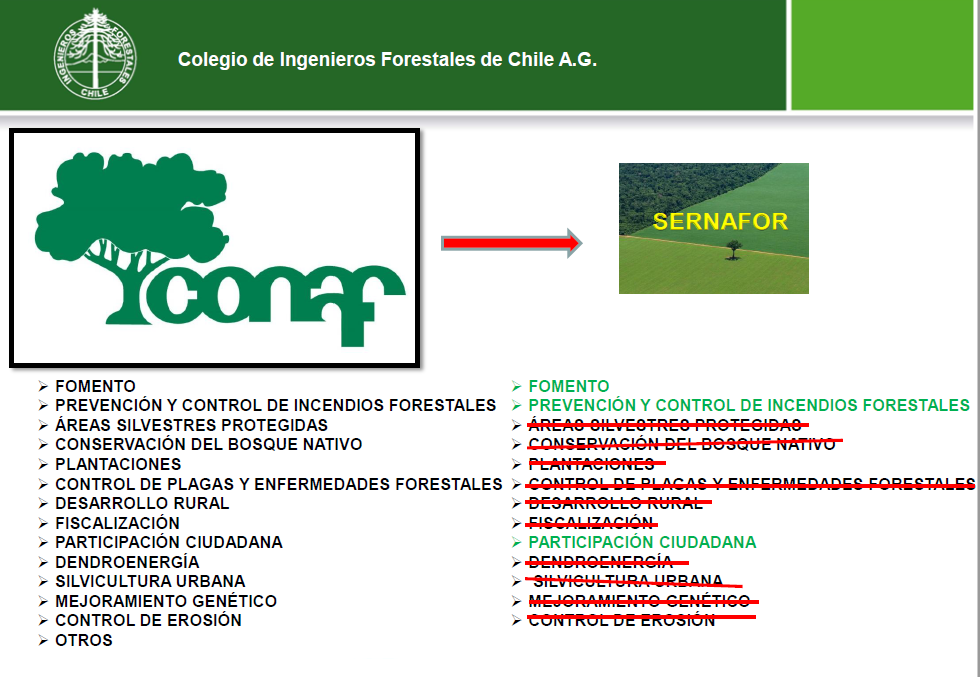 INGENIEROS FORESTALES
CHILE
Colegio de Ingenieros Forestales de Chile A.G.
conaf
SERNAFOR
FOMENTO
PREVENCIÓN Y CONTROL DE INCENDIOS FORESTALES
ÁREAS SILVESTRES PROTEGIDAS
CONSERVACIÓN DEL BOSQUE NATIVO
PLANTACIONES
CONTROL DE PLAGAS Y ENFERMEDADES FORESTALES
DESARROLLO RURAL
FISCALIZACIÓN
PARTICIPACIÓN CIUDADANA
DENDROENERGÍA
SILVICULTURA URBANA
MEJORAMIENTO GENÉTICO
CONTROL DE EROSIÓN
OTROS
FOMENTO
PREVENCIÓN Y CONTROL DE INCENDIOS FORESTALES
ÁREAS SILVESTRES PROTEGIDAS
CONSERVACIÓN DEL BOSQUE NATIVO
PLANTACIONES
CONTROL DE PLAGAS Y ENFERMEDADES FORESTALES
DESARROLLO RURAL
FISCALIZACIÓN
PARTICIPACIÓN CIUDADANA
DENDROENERGÍA
SILVICULTURA URBANA
MEJORAMIENTO GENÉTICO
CONTROL DE EROSIÓN